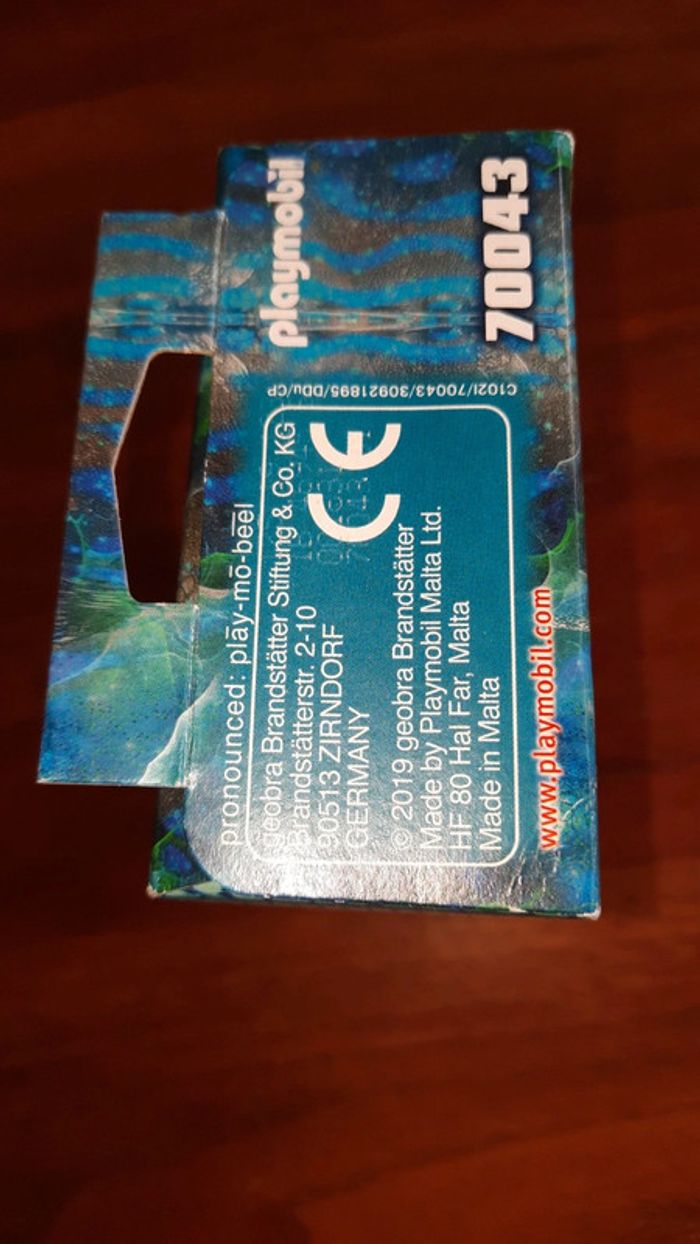 playmobil
70043
C102I/70043/30921895/DDu/CP
pronounced: plāy-mō-bēēl
geobra Brandstätter Stiftung & Co. KG
Brandstätterstr. 2-10
90513 ZIRNDORF
GERMANY
CE
© 2019 geobra Brandstätter
Made by Playmobil Malta Ltd.
HF 80 Hal Far, Malta
Made in Malta
www.playmobil.com